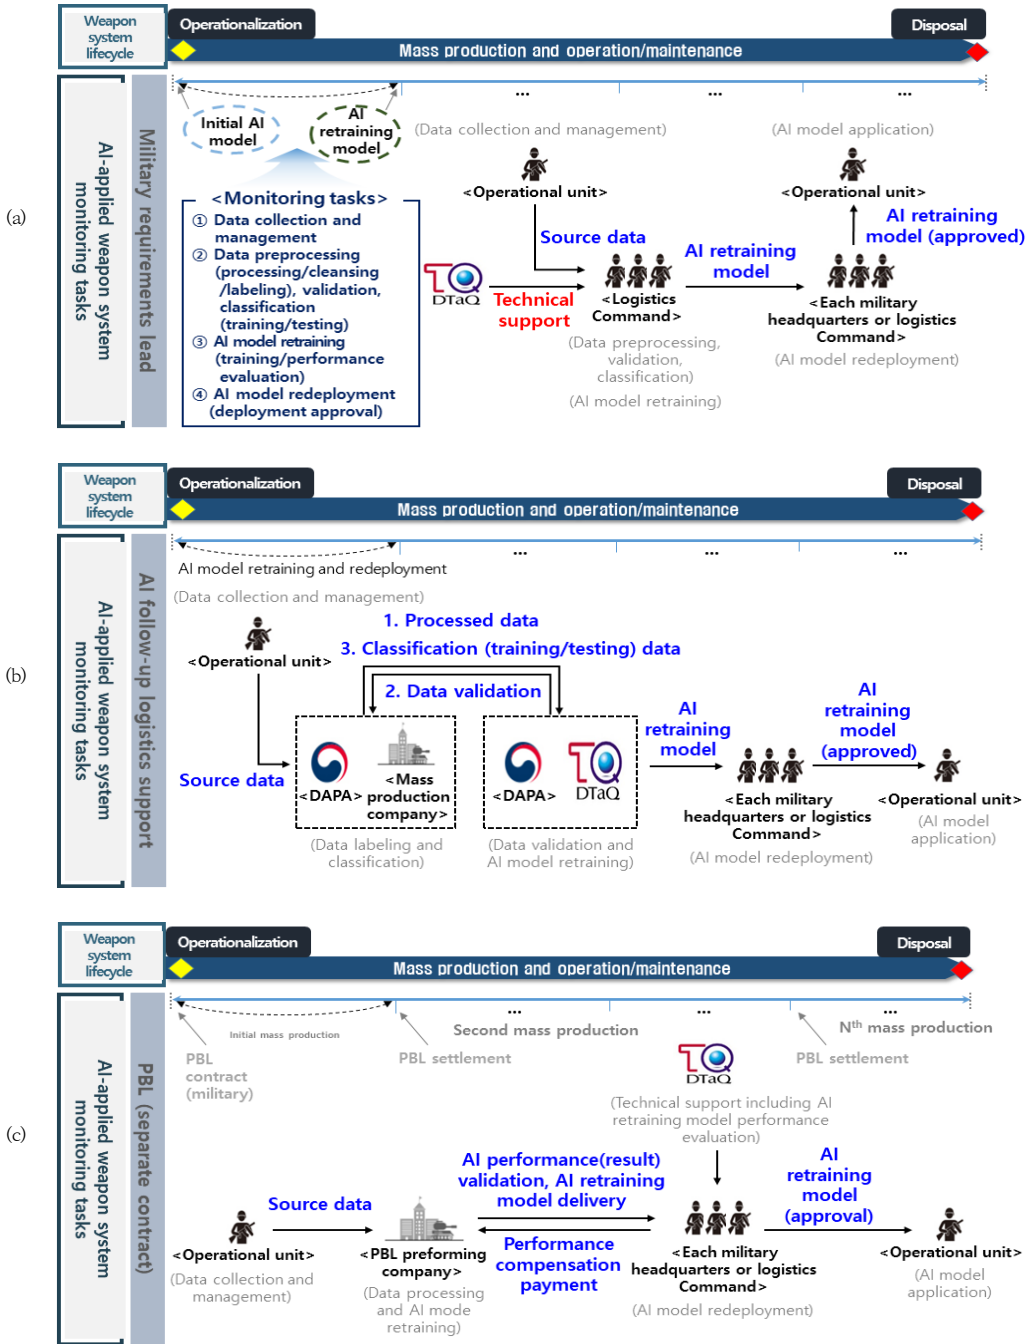 (a)
Weapon
system
lifecycle
Operationalization
Disposal
Mass production and operation/maintenance
AI-applied weapon system
monitoring tasks
Military requirements lead
...
...
...
Initial AI
model
AI
retraining
model
<Monitoring tasks>
① Data collection and
management
② Data preprocessing
(processing/cleansing
/labeling), validation,
classification
(training/testing)
③ AI model retraining
(training/performance
evaluation)
④ AI model redeployment
(deployment approval)
(Data collection and management)
<Operational unit>
Source data
TQ
DTaQ
Technical
support
<Logistics
Command>
(Data preprocessing,
validation,
classification)
(AI model retraining)
AI retraining
model
(AI model application)
<Operational unit>
AI retraining
model (approved)
<Each military
headquarters or logistics
Command>
(AI model redeployment)
(b)
Weapon
system
lifecycle
Operationalization
Disposal
Mass production and operation/maintenance
AI-applied weapon system
monitoring tasks
AI follow-up logistics support
...
...
...
AI model retraining and redeployment
(Data collection and management)
<Operational unit>
Source data
1. Processed data
3. Classification (training/testing) data
2. Data validation
<DAPA>
<Mass
production
company>
(Data labeling and
classification)
<DAPA>
TQ
DTaQ
(Data validation and
AI model retraining)
AI
retraining
model
<Each military
headquarters or logistics
Command>
(AI model redeployment)
AI
retraining
model
(approved)
<Operational unit>
(AI model
application)
(c)
Weapon
system
lifecycle
Operationalization
Disposal
Mass production and operation/maintenance
AI-applied weapon system
monitoring tasks
PBL (separate contract)
...
...
...
Initial mass production
Second mass production
Nth mass production
PBL
contract
(military)
PBL settlement
PBL settlement
TQ
DTaQ
(Technical support including AI
retraining model performance
evaluation)
<Operational unit>
(Data collection and
management)
Source data
<PBL preforming
company>
(Data processing
and AI mode
retraining)
AI performance(result)
validation, AI retraining
model delivery
Performance
compensation
payment
<Each military
headquarters or logistics
Command>
(AI model redeployment)
AI
retraining
model
(approval)
<Operational unit>
(AI model
application)